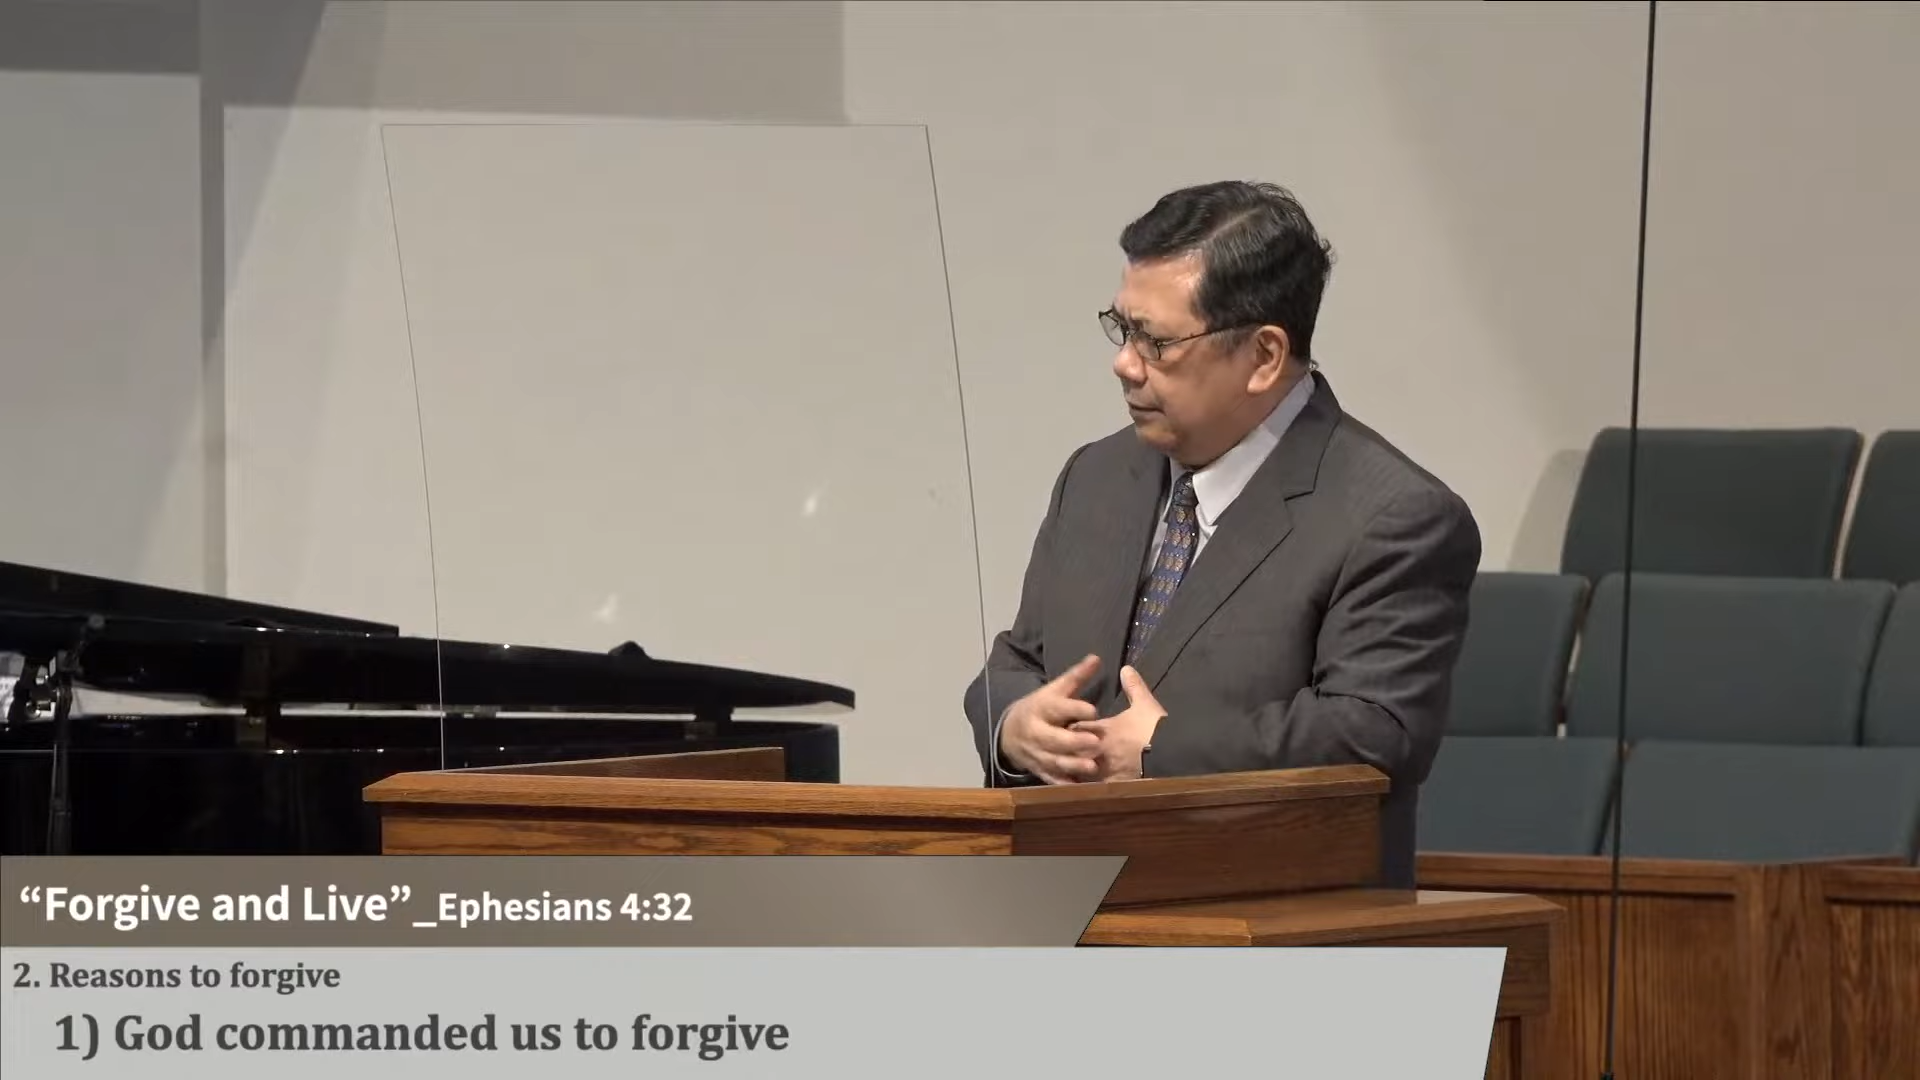 “Forgive and Live”_Ephesians 4:32
2. Reasons to forgive
1) God commanded us to forgive